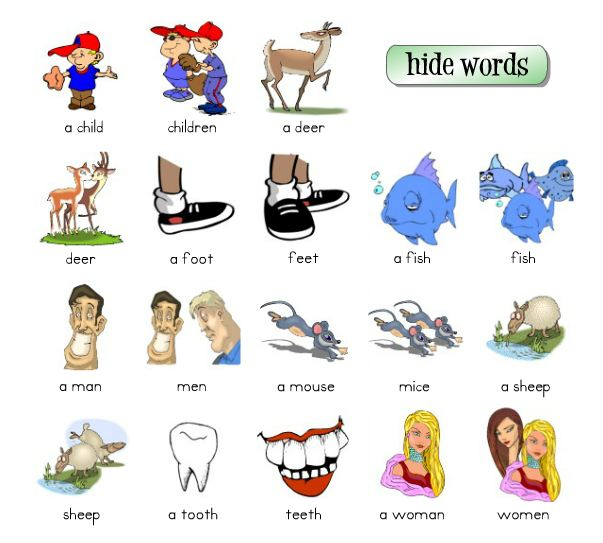 hide words
a child
children
a deer
deer
a foot
feet
a fish
fish
a man
men
a mouse
mice
a sheep
sheep
a tooth
teeth
a woman
women